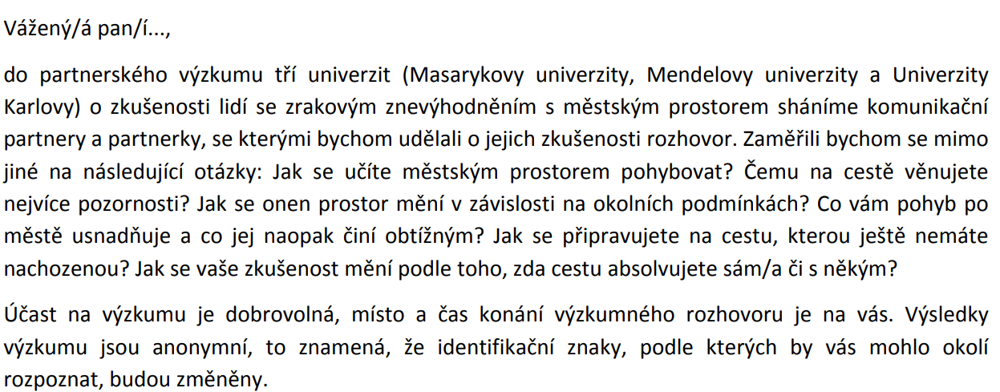 Vážený/á pan/í...,
do partnerského výzkumu tří univerzit (Masarykovy univerzity, Mendelovy univerzity a Univerzity
Karlovy) o zkušenosti lidí se zrakovým znevýhodněním s městským prostorem sháníme komunikační
partnery a partnerky, se kterými bychom udělali o jejich zkušenosti rozhovor. Zaměřili bychom se mimo
jiné na následující otázky: Jak se učíte městským prostorem pohybovat? Čemu na cestě věnujete
nejvíce pozornosti? Jak se onen prostor mění v závislosti na okolních podmínkách? Co vám pohyb po
městě usnadňuje a co jej naopak činí obtížným? Jak se připravujete na cestu, kterou ještě nemáte
nachozenou? Jak se vaše zkušenost mění podle toho, zda cestu absolvujete sám/a či s někým?
Účast na výzkumu je dobrovolná, místo a čas konání výzkumného rozhovoru je na vás. Výsledky
výzkumu jsou anonymní, to znamená, že identifikační znaky, podle kterých by vás mohlo okolí
rozpoznat, budou změněny.